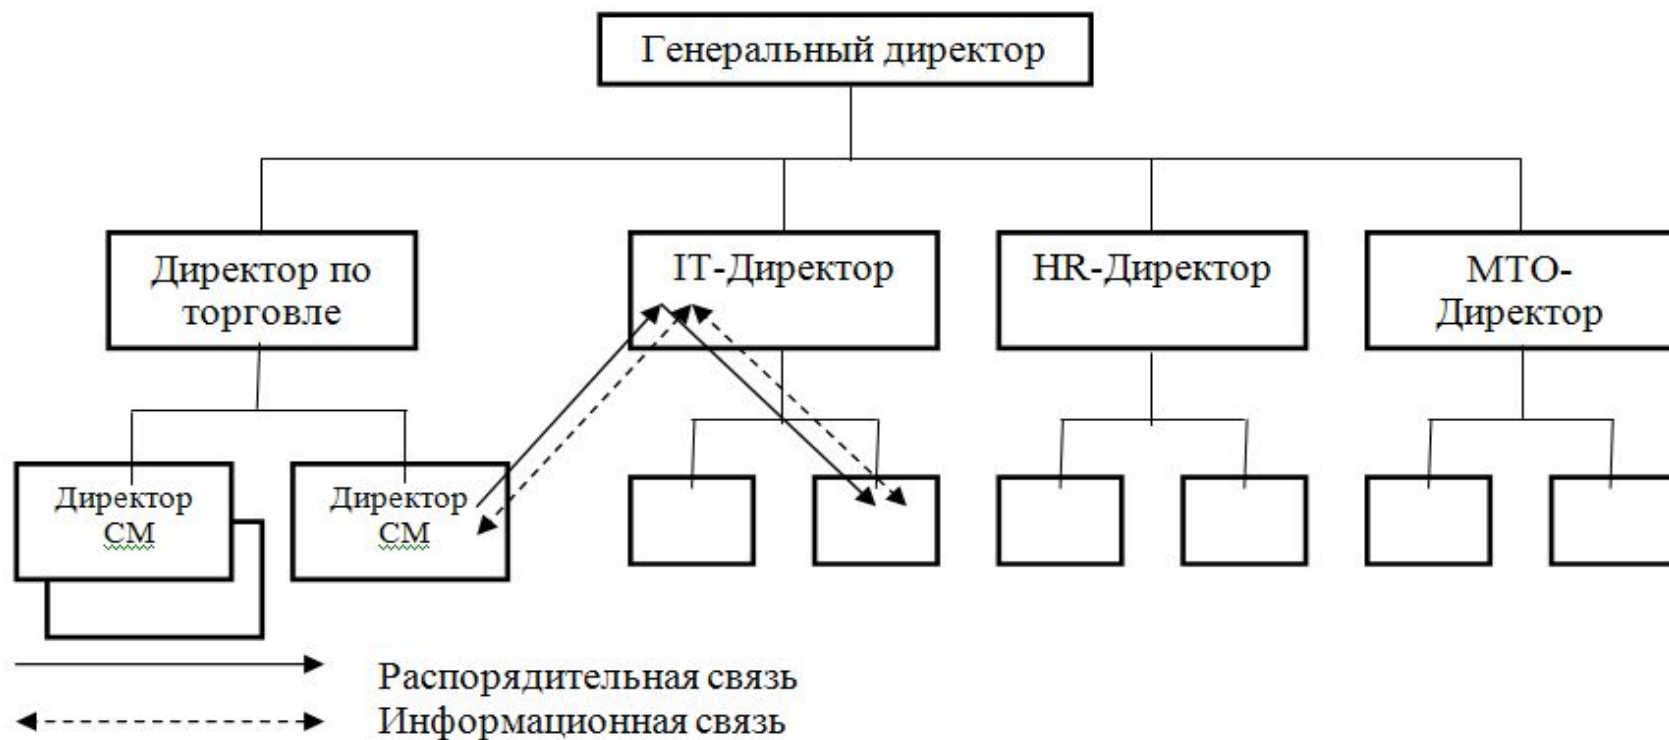 Генеральный директор
Директор по
торговле
IT-Директор
HR-Директор
МТО-
Директор
Директор
СМ
Директор
СМ
Распорядительная связь
Информационная связь